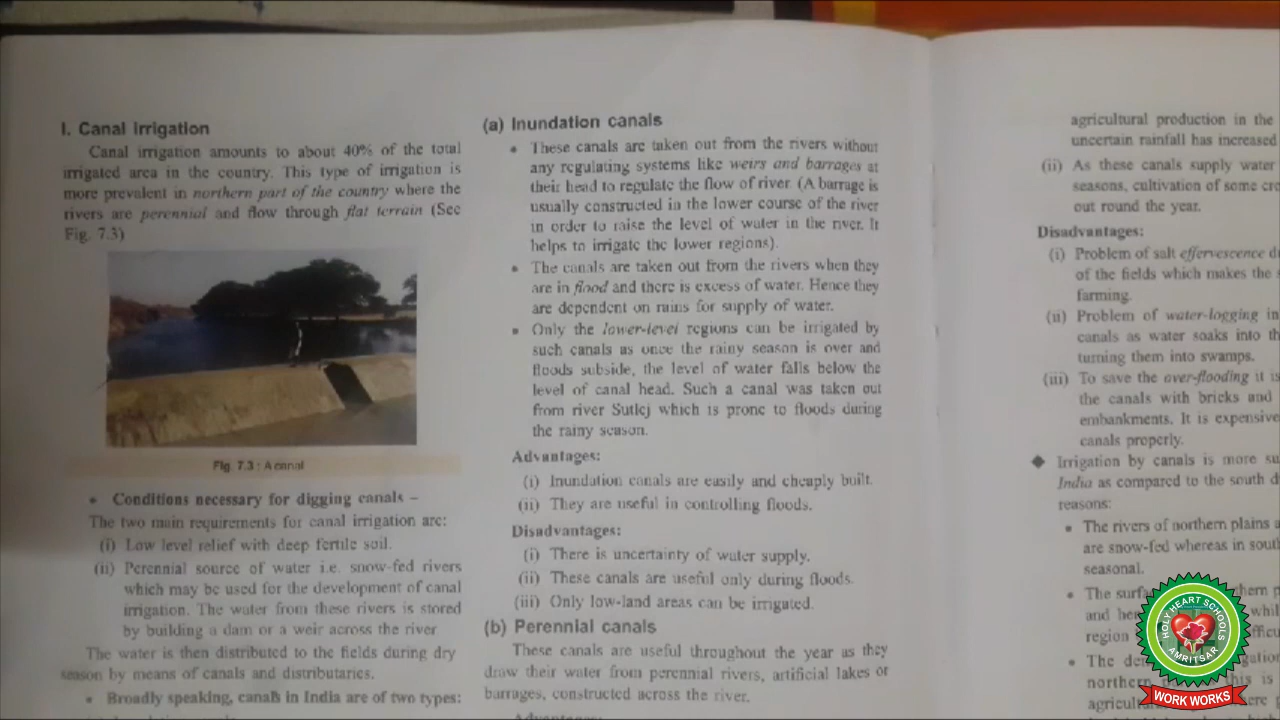 I. Canal Irrigation
Canal irrigation amounts to about 40% of the total
irrigated area in the country. This type of irrigation is
more prevalent in northern part of the country where the
rivers are perennial and flow through flat terrain (See
Fig. 7.3)
Fig. 7.3 : A canal
• Conditions necessary for digging canals –
The two main requirements for canal irrigation are:
(i) Low level relief with deep fertile soil.
(ii) Perennial source of water i.e. snow-fed rivers
which may be used for the development of canal
irrigation. The water from these rivers is stored
by building a dam or a weir across the river
The water is then distributed to the fields during dry
season by means of canals and distributaries.
• Broadly speaking, canals in India are of two types:
(a) Inundation canals
• These canals are taken out from the rivers without
any regulating systems like weirs and barrages at
their head to regulate the flow of river. (A barrage is
usually constructed in the lower course of the river
in order to raise the level of water in the river. It
helps to irrigate the lower regions).
• The canals are taken out from the rivers when they
are in flood and there is excess of water. Hence they
are dependent on rains for supply of water.
• Only the lower-level regions can be irrigated by
such canals as once the rainy season is over and
floods subside, the level of water falls below the
level of canal head. Such a canal was taken out
from river Sutlej which is prone to floods during
the rainy season.
Advantages:
(i) Inundation canals are easily and cheaply built.
(ii) They are useful in controlling floods.
Disadvantages:
(i) There is uncertainty of water supply.
(ii) These canals are useful only during floods.
(iii) Only low-land areas can be irrigated.
(b) Perennial canals
These canals are useful throughout the year as they
draw their water from perennial rivers, artificial lakes or
barrages, constructed across the river.
agricultural production in the
uncertain rainfall has increased
(ii) As these canals supply water
seasons, cultivation of some
out round the year.
Disadvantages:
(i) Problem of salt effervescence
of the fields which makes the
farming.
(ii) Problem of water-logging in
canals as water soaks into
turning them into swamps.
(iii) To save the over-flooding it is
the canals with bricks and
embankments. It is expensive
canals properly.
◆ Irrigation by canals is more
India as compared to the south
reasons:
• The rivers of northern plains
are snow-fed whereas in
seasonal.
• The
and
region
• The
northern
HOLY HEART SCHOOLS
AMRITSAR
WORK WORKS